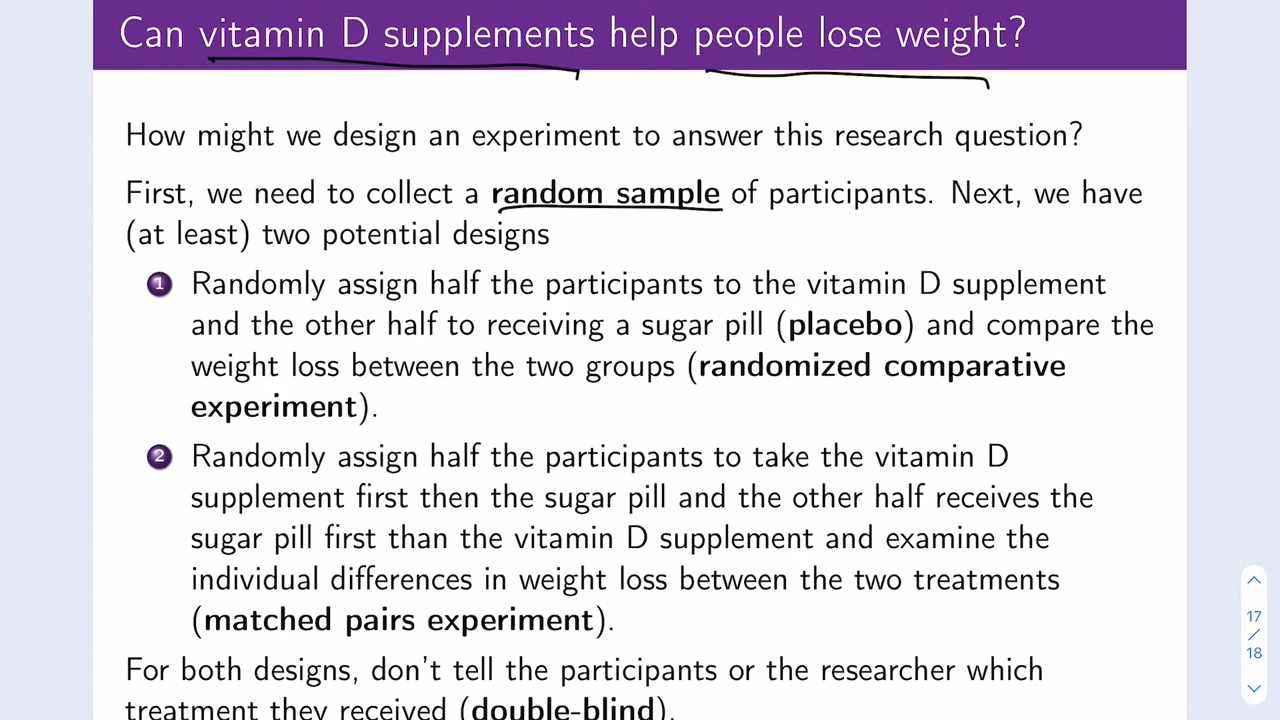 Can vitamin D supplements help people lose weight?
How might we design an experiment to answer this research question?
First, we need to collect a random sample of participants. Next, we have
(at least) two potential designs
1 Randomly assign half the participants to the vitamin D supplement
and the other half to receiving a sugar pill (placebo) and compare the
weight loss between the two groups (randomized comparative
experiment).
2 Randomly assign half the participants to take the vitamin D
supplement first then the sugar pill and the other half receives the
sugar pill first than the vitamin D supplement and examine the
individual differences in weight loss between the two treatments
(matched pairs experiment).
For both designs, don't tell the participants or the researcher which
treatment they received (double-blind).
17
/
18